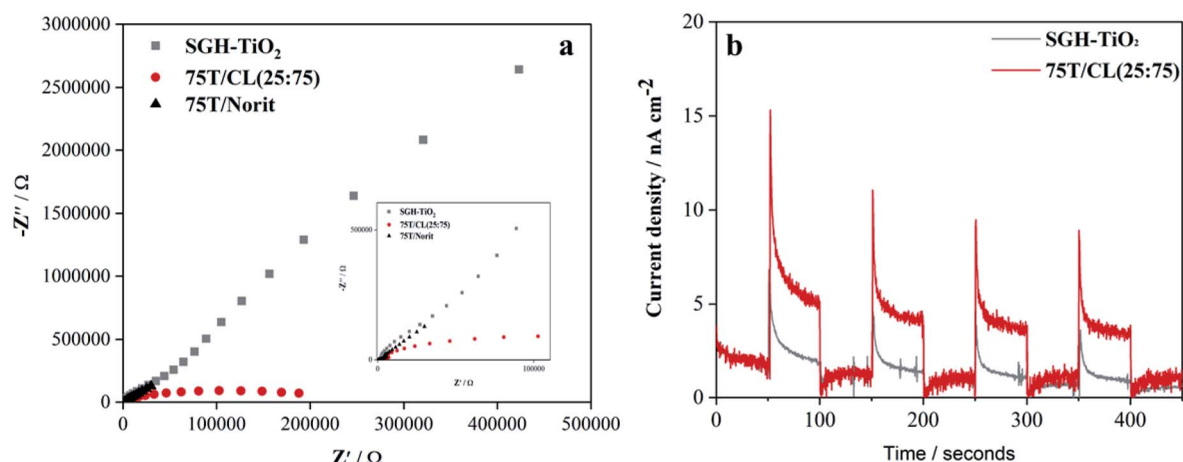 a
3000000
2500000
2000000
1500000
1000000
500000
0
-Z′′ / Ω
SGH-TiO₂
75T/CL(25:75)
75T/Norit
500000
0
-Z′′ / Ω
SGH-TiO₂
75T/CL(25:75)
75T/Norit
0 100000
Z′ / Ω
0 100000 200000 300000 400000 500000
Z′ / Ω
b
20
15
10
5
0
Current density / nA cm⁻²
SGH-TiO₂
75T/CL(25:75)
0 100 200 300 400
Time / seconds